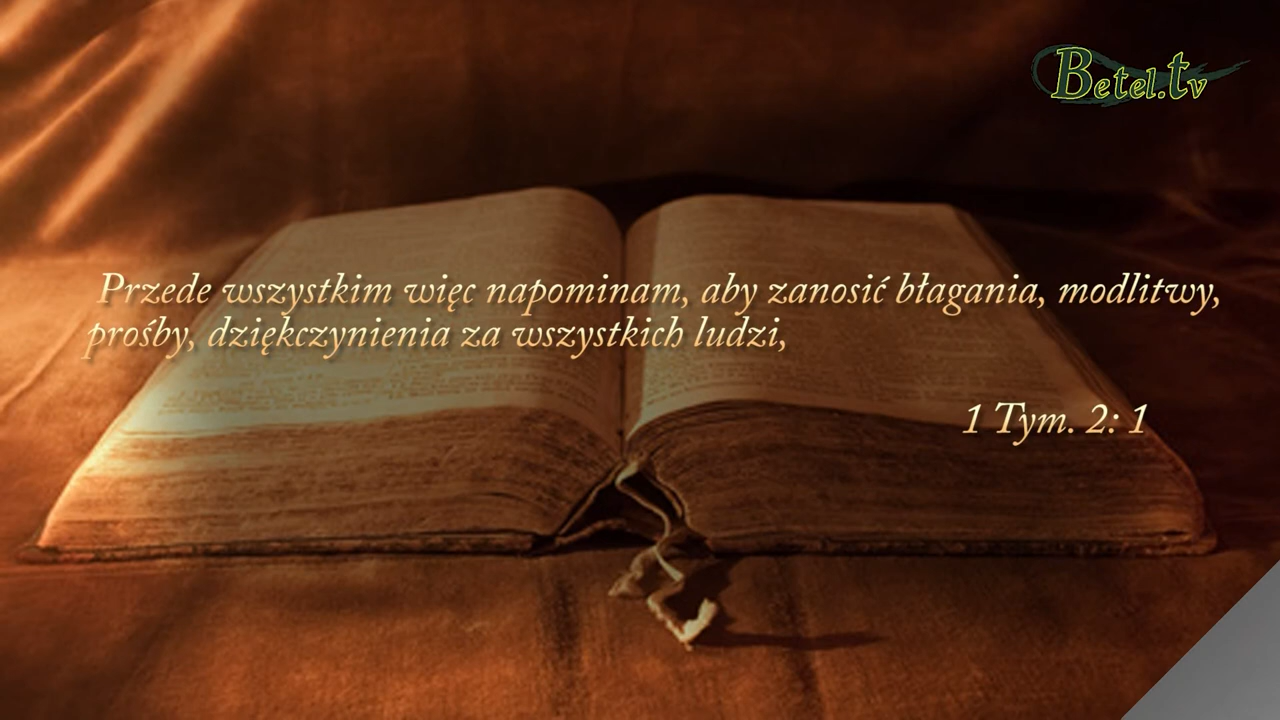 Betel.tv
Przede wszystkim więc napominam, aby zanosić błagania, modlitwy,
prośby, dziękczynienia za wszystkich ludzi,
1 Tym. 2: 1